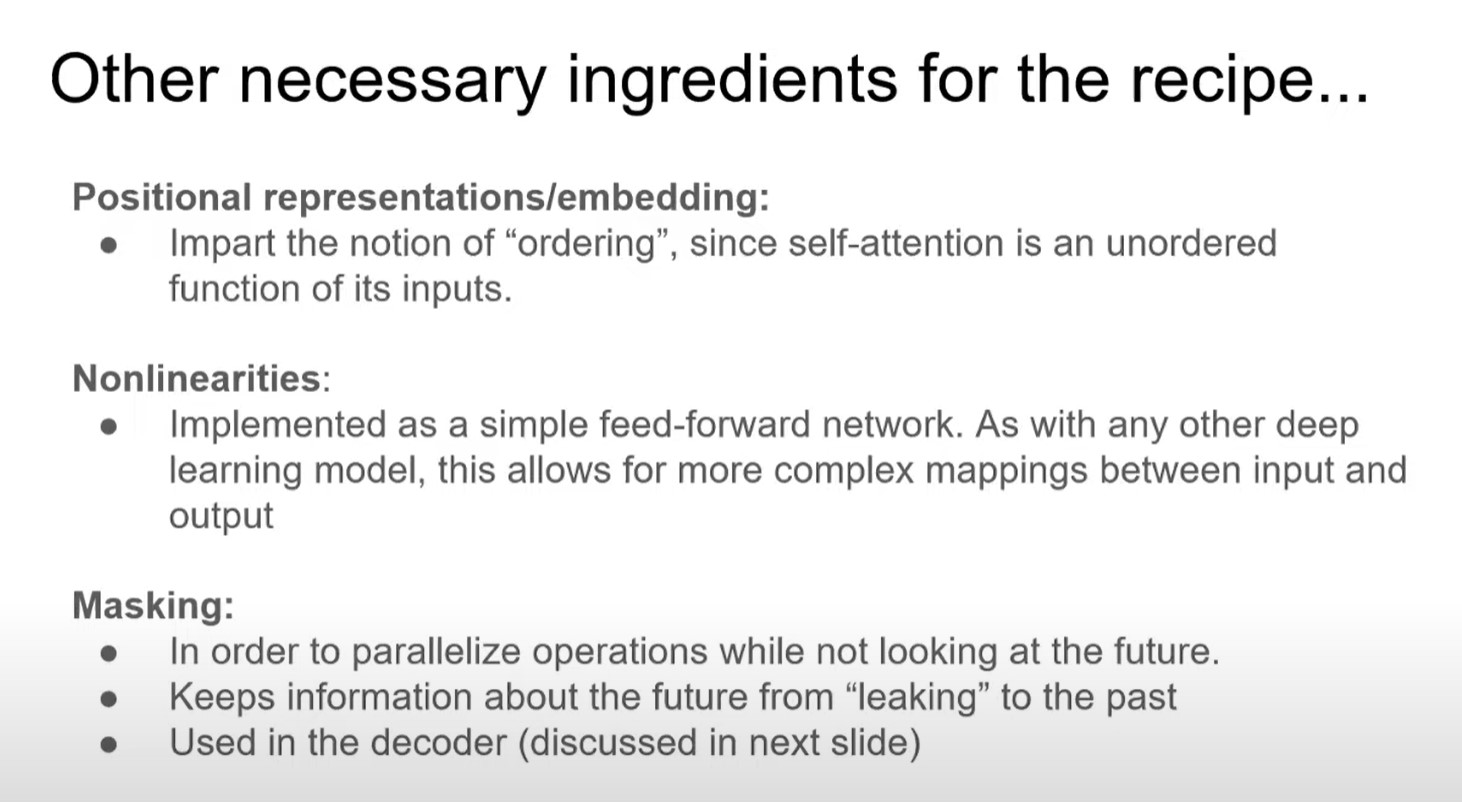 Other necessary ingredients for the recipe...
Positional representations/embedding:
● Impart the notion of “ordering”, since self-attention is an unordered
function of its inputs.
Nonlinearities:
● Implemented as a simple feed-forward network. As with any other deep
learning model, this allows for more complex mappings between input and
output
Masking:
● In order to parallelize operations while not looking at the future.
● Keeps information about the future from “leaking” to the past
● Used in the decoder (discussed in next slide)